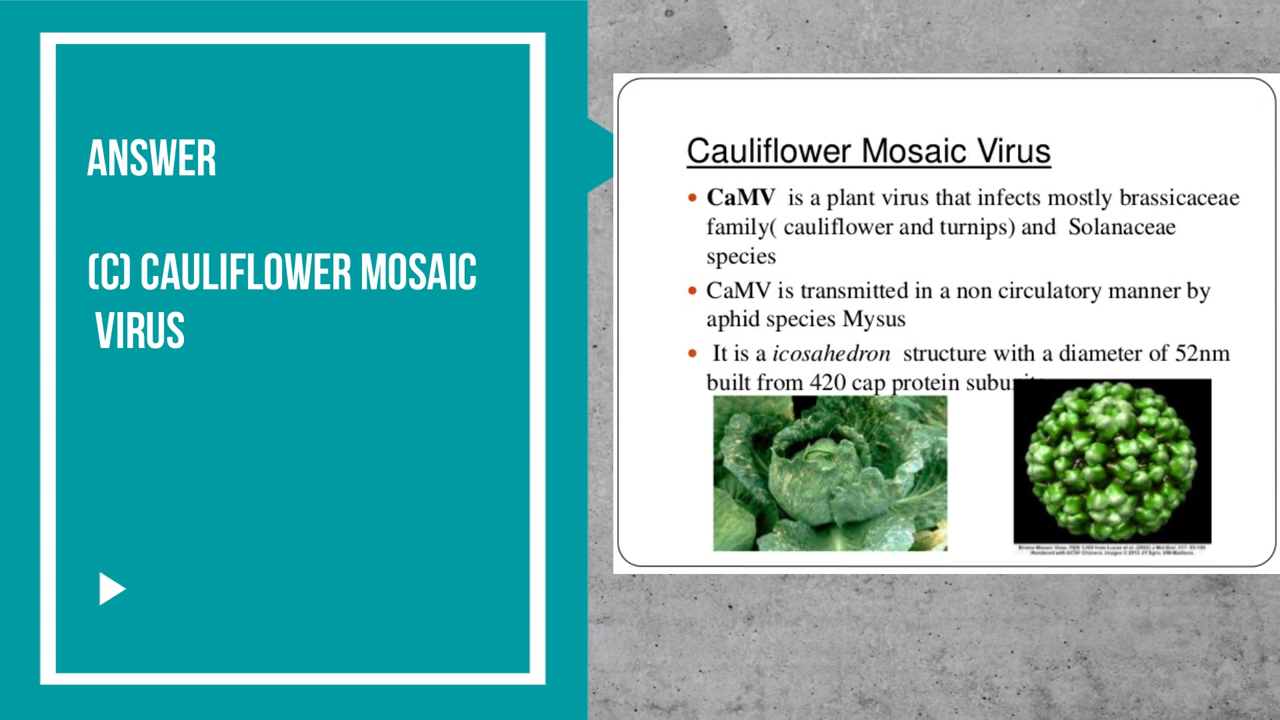 ANSWER
(C) CAULIFLOWER MOSAIC
VIRUS
Cauliflower Mosaic Virus
• CaMV is a plant virus that infects mostly brassicaceae
family( cauliflower and turnips) and Solanaceae
species
• CaMV is transmitted in a non circulatory manner by
aphid species Mysus
• It is a icosahedron structure with a diameter of 52nm
built from 420 cap protein